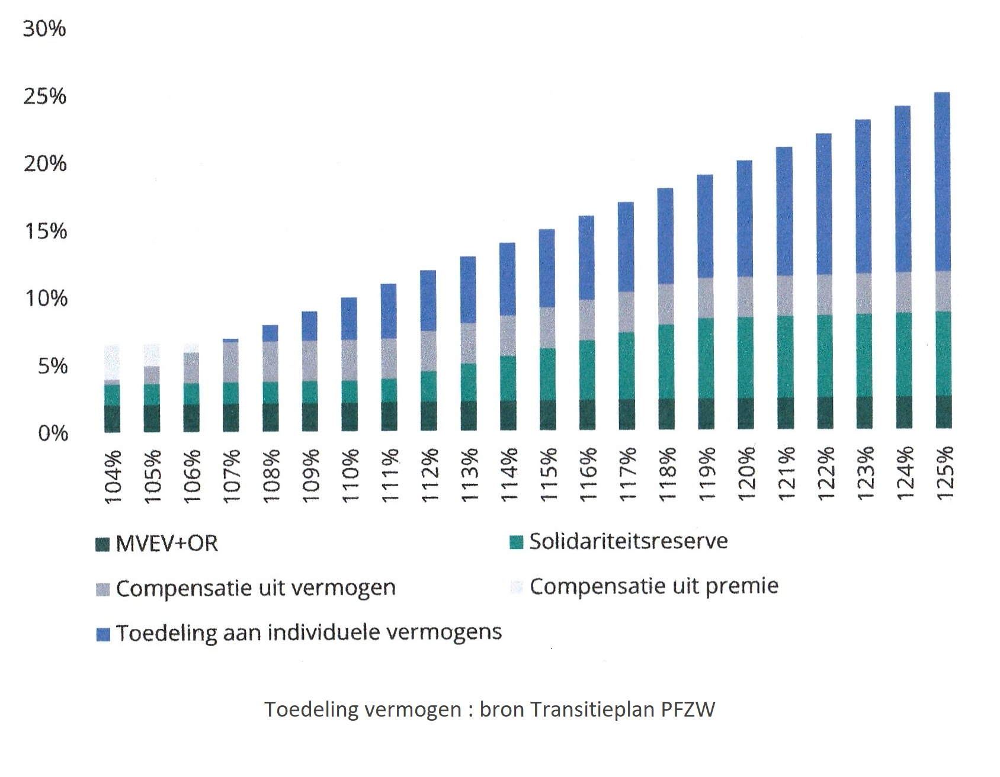 30%
25%
20%
15%
10%
5%
0%
104% 105% 106% 107% 108% 109% 110% 111% 112% 113% 114% 115% 116% 117% 118% 119% 120% 121% 122% 123% 124% 125%
MVEV+OR Solidariteitsreserve
Compensatie uit vermogen Compensatie uit premie
Toedeling aan individuele vermogens
Toedeling vermogen : bron Transitieplan PFZW